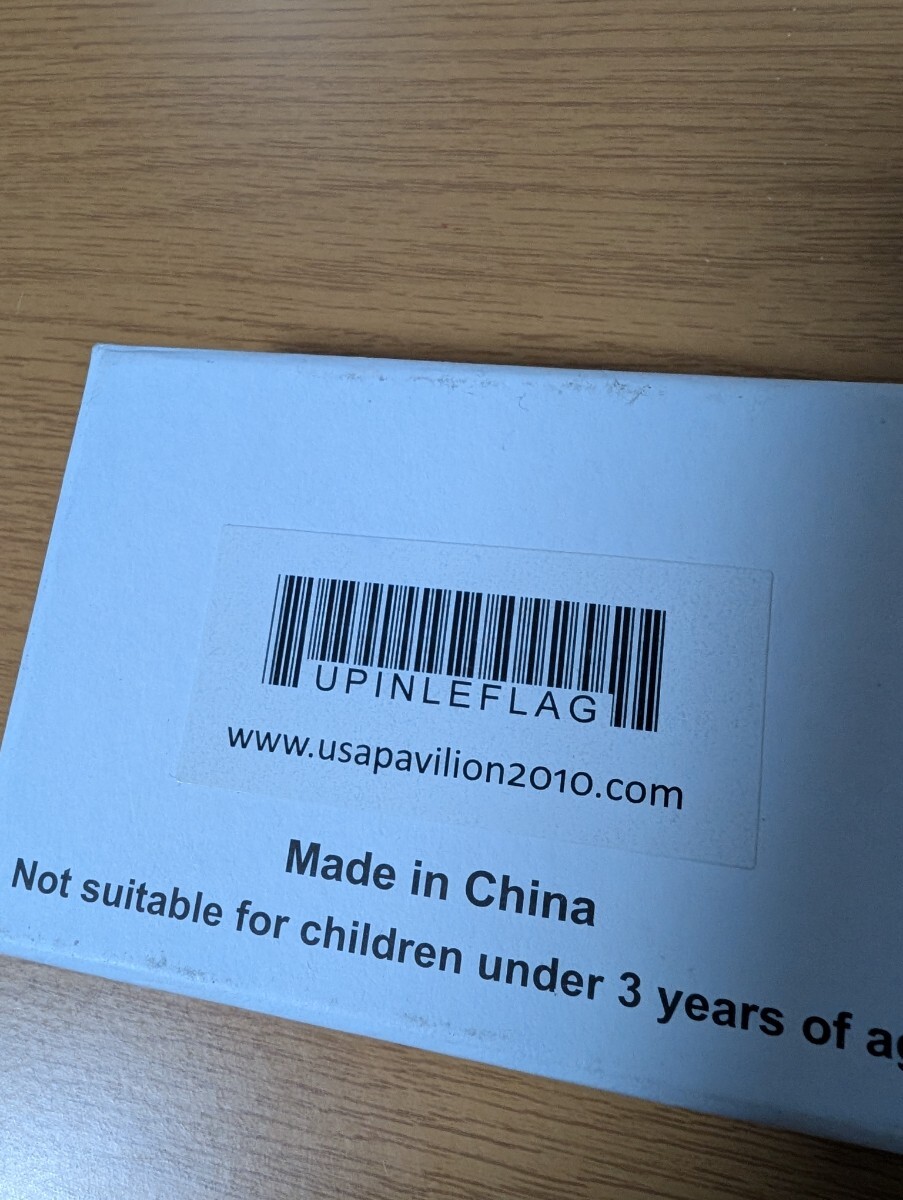 UPINLEFLAG
www.usapavilion2010.com
Made in China
Not suitable for children under 3 years of